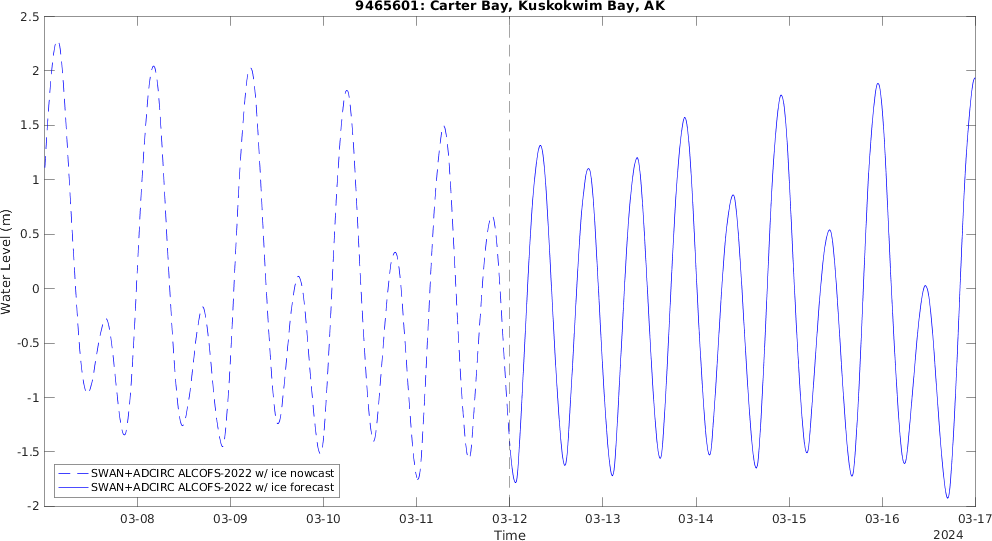 9465601: Carter Bay, Kuskokwim Bay, AK
Water Level (m)
2.5
2
1.5
1
0.5
0
-0.5
-1
-1.5
-2
SWAN+ADCIRC ALCOFS-2022 w/ ice nowcast
SWAN+ADCIRC ALCOFS-2022 w/ ice forecast
03-08 03-09 03-10 03-11 03-12 03-13 03-14 03-15 03-16 03-17
Time
2024